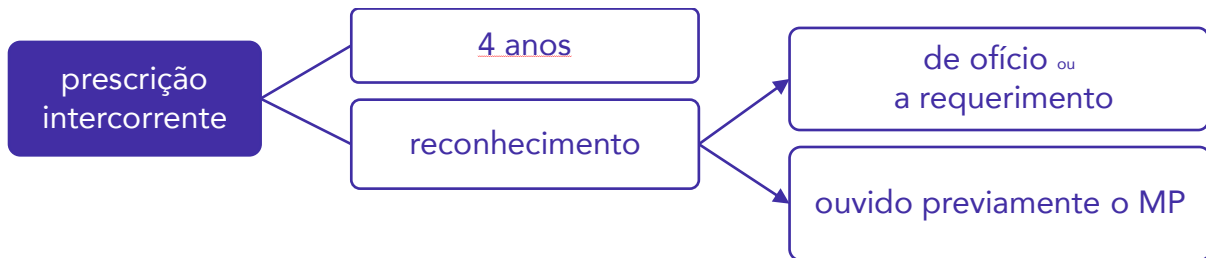 prescrição
intercorrente
4 anos
reconhecimento
de ofício ou
a requerimento
ouvido previamente o MP